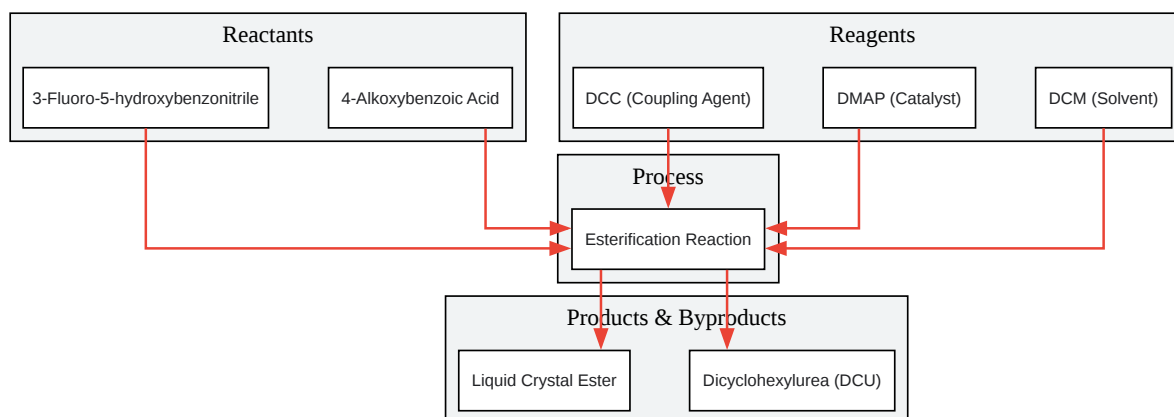 Reactants
Reagents
3-Fluoro-5-hydroxybenzonitrile
4-Alkoxybenzoic Acid
DCC (Coupling Agent)
DMAP (Catalyst)
DCM (Solvent)
Process
Esterification Reaction
Products & Byproducts
Liquid Crystal Ester
Dicyclohexylurea (DCU)